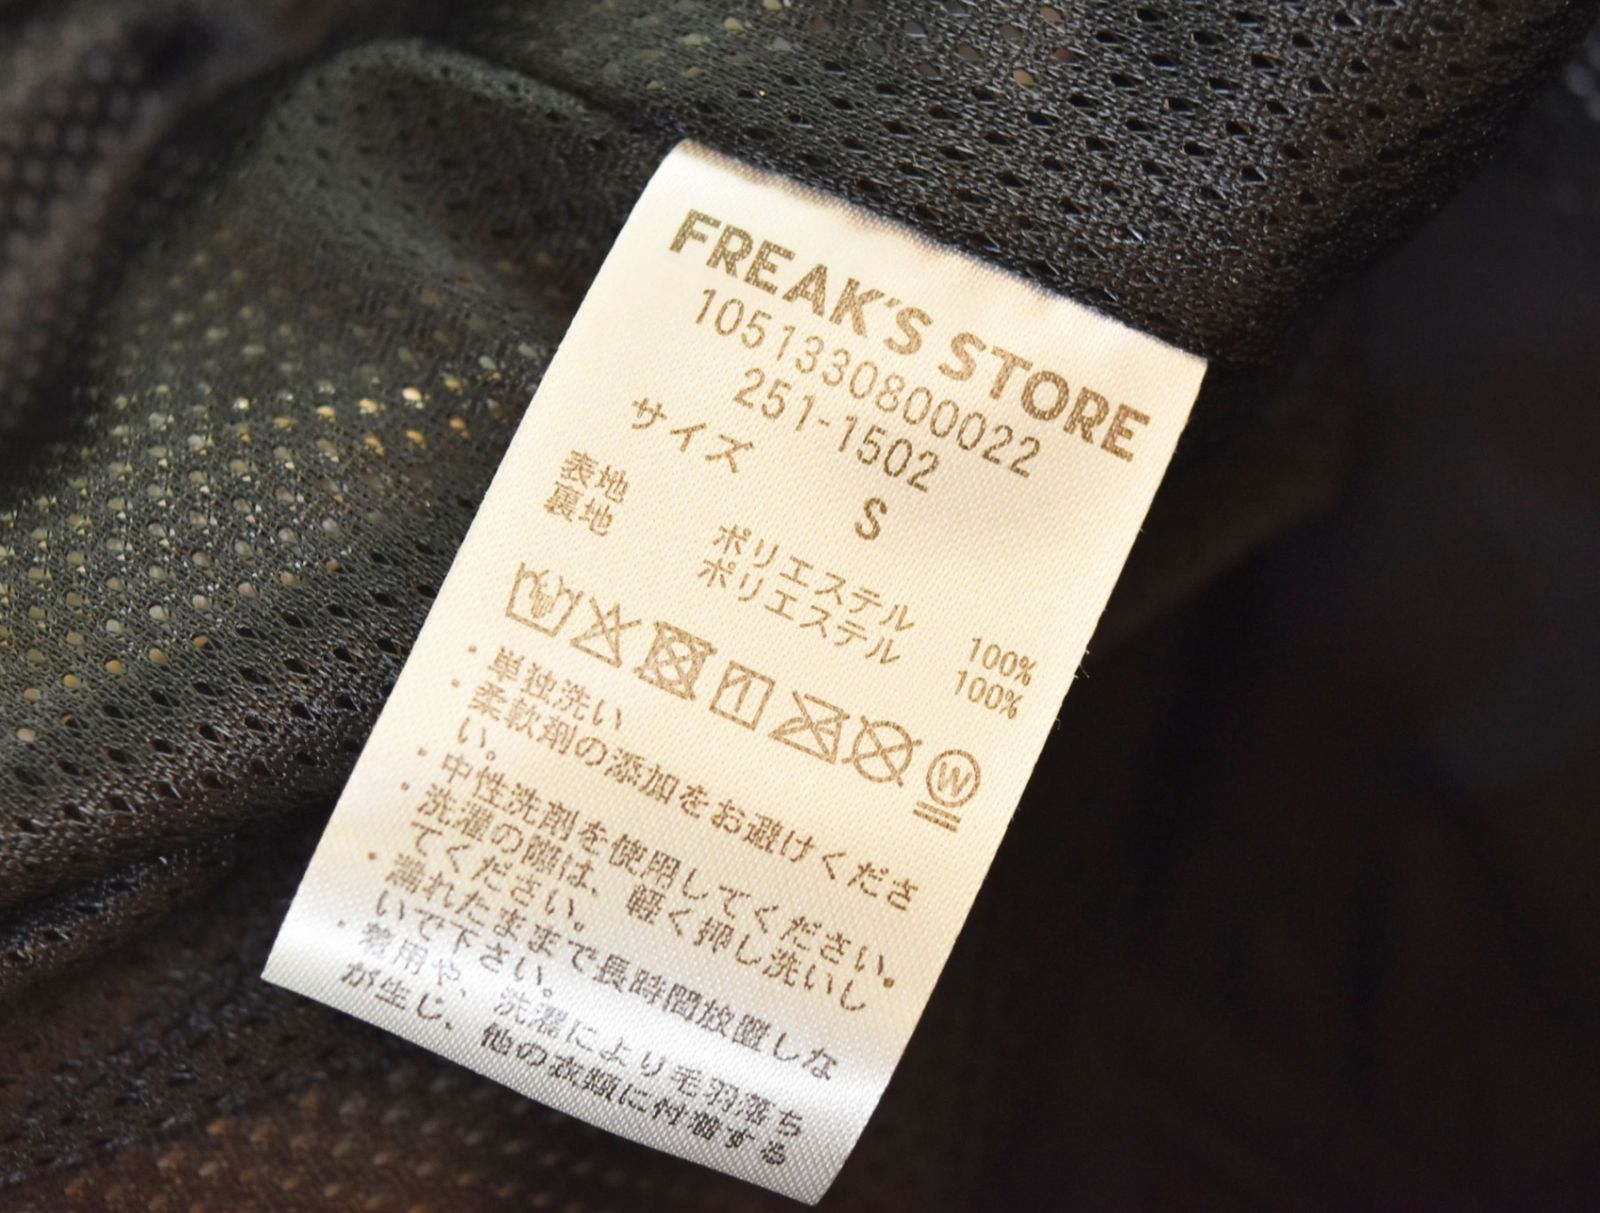 FREAK'S STORE
1051330800022
251-1502
サイズ S
表地 ポリエステル 100%
裏地 ポリエステル 100%
W
・単独洗い
・柔軟剤の添加をお避けくださ
い。
・中性洗剤を使用してください。
・洗濯の際は、軽く押し洗いし
てください。
・濡れたままで長時間放置しな
いで下さい。
・着用や、洗濯により毛羽落ち
が生じ、他の衣類に付着する